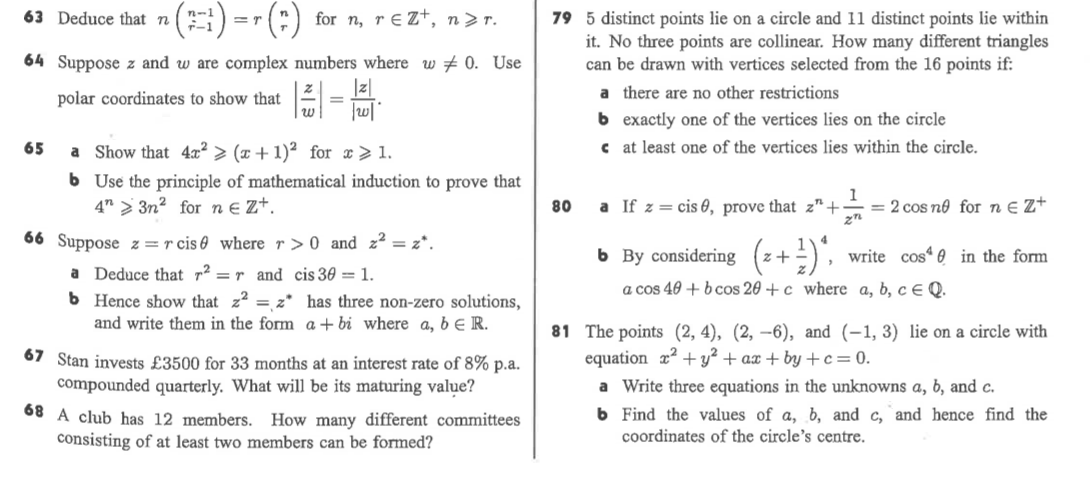 63 Deduce that n(n−1 r−1) = r(n r) for n, r ∈ ℤ⁺, n ⩾ r.
64 Suppose z and w are complex numbers where w ≠ 0. Use
polar coordinates to show that |z/w| = |z|/|w|.
65 a Show that 4x² ⩾ (x + 1)² for x ⩾ 1.
b Use the principle of mathematical induction to prove that
4ⁿ ⩾ 3n² for n ∈ ℤ⁺.
66 Suppose z = r cis θ where r > 0 and z² = z*.
a Deduce that r² = r and cis 3θ = 1.
b Hence show that z² = z* has three non-zero solutions,
and write them in the form a + bi where a, b ∈ ℝ.
67 Stan invests £3500 for 33 months at an interest rate of 8% p.a.
compounded quarterly. What will be its maturing value?
68 A club has 12 members. How many different committees
consisting of at least two members can be formed?
79 5 distinct points lie on a circle and 11 distinct points lie within
it. No three points are collinear. How many different triangles
can be drawn with vertices selected from the 16 points if:
a there are no other restrictions
b exactly one of the vertices lies on the circle
c at least one of the vertices lies within the circle.
80 a If z = cis θ, prove that zⁿ + 1/zⁿ = 2 cos nθ for n ∈ ℤ⁺
b By considering (z + 1/z)⁴, write cos⁴ θ in the form
a cos 4θ + b cos 2θ + c where a, b, c ∈ ℚ.
81 The points (2, 4), (2, −6), and (−1, 3) lie on a circle with
equation x² + y² + ax + by + c = 0.
a Write three equations in the unknowns a, b, and c.
b Find the values of a, b, and c, and hence find the
coordinates of the circle's centre.